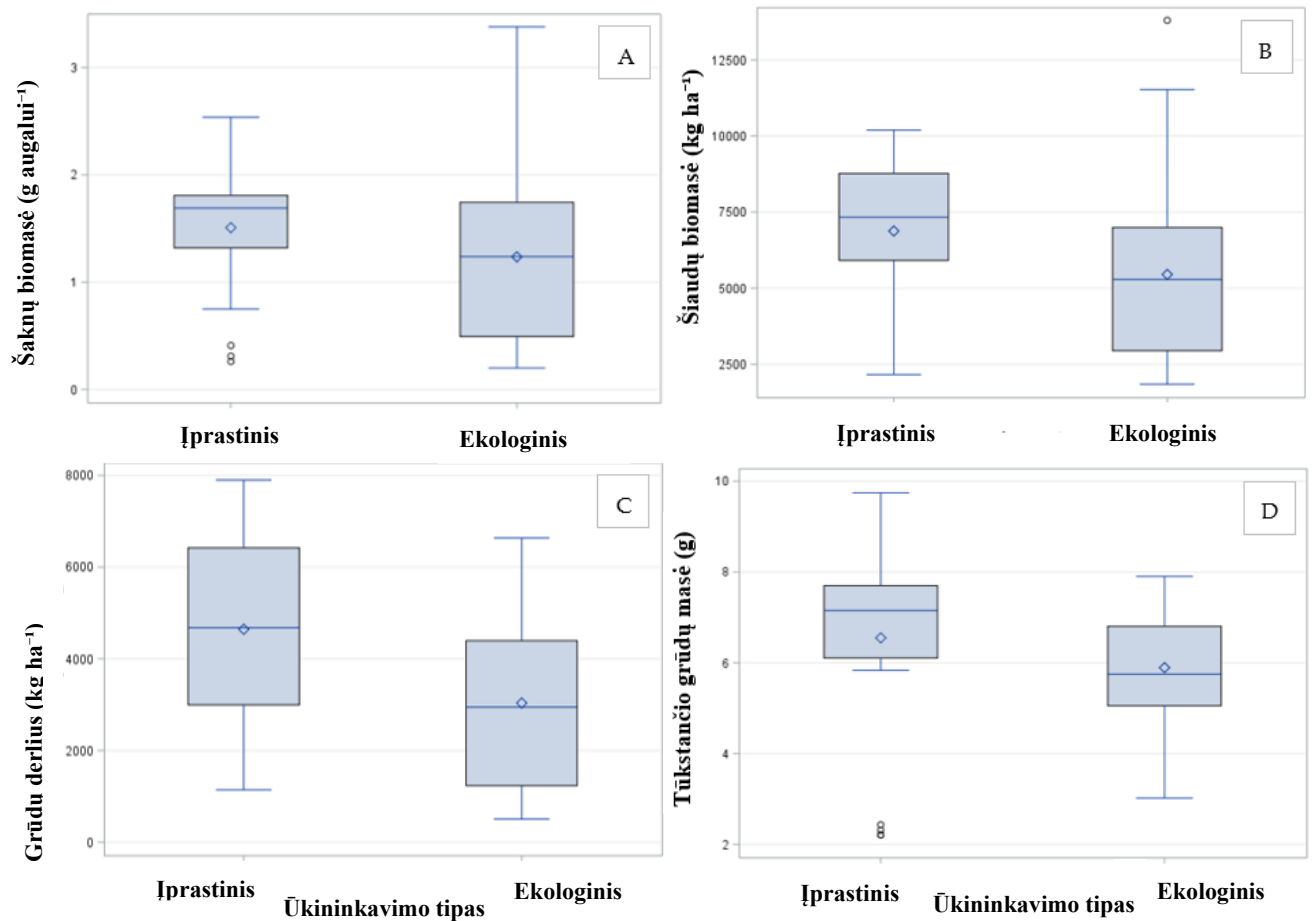 Šaknų biomasė (g augalui⁻¹)
3
2
1
0
A
Įprastinis
Ekologinis
Šiaudų biomasė (kg ha⁻¹)
12500
10000
7500
5000
2500
B
Įprastinis
Ekologinis
Grūdų derlius (kg ha⁻¹)
8000
6000
4000
2000
0
C
Įprastinis
Ekologinis
Ūkininkavimo tipas
Tūkstančio grūdų masė (g)
10
8
6
4
2
D
Įprastinis
Ekologinis
Ūkininkavimo tipas